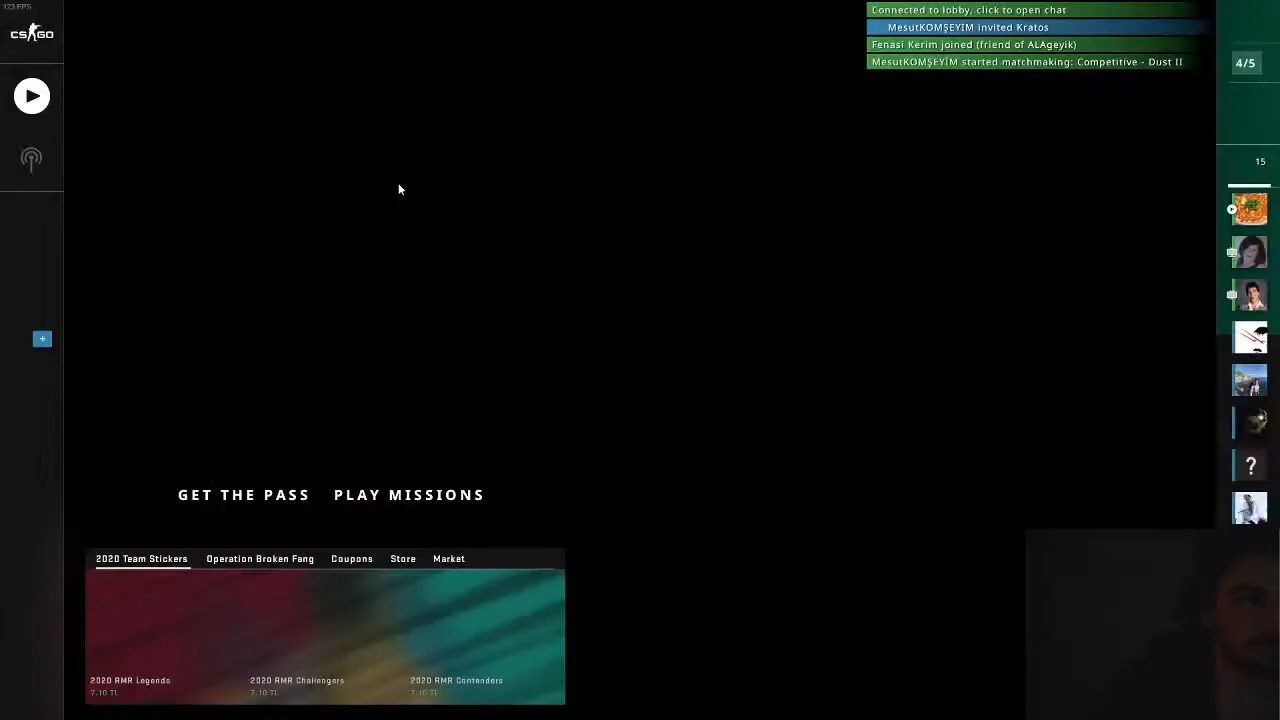 123 FPS
CS GO
Connected to lobby, click to open chat
MesutKOMŞEYİM invited Kratos
Fenasi Kerim joined (friend of ALAgeyik)
MesutKOMŞEYİM started matchmaking: Competitive - Dust II
4/5
15
+
?
GET THE PASS PLAY MISSIONS
2020 Team Stickers Operation Broken Fang Coupons Store Market
2020 RMR Legends 2020 RMR Challengers 2020 RMR Contenders
7.10 TL 7.10 TL 7.10 TL